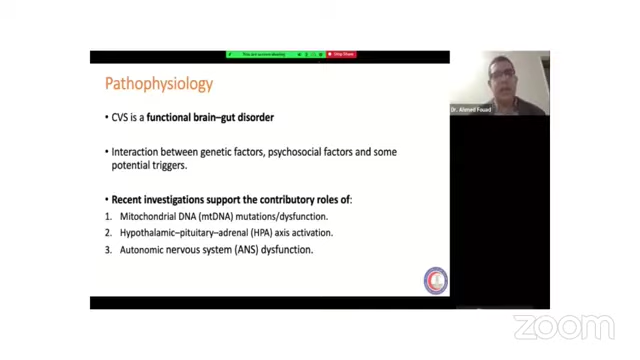 Pathophysiology
• CVS is a functional brain–gut disorder
• Interaction between genetic factors, psychosocial factors and some
potential triggers.
• Recent investigations support the contributory roles of:
1. Mitochondrial DNA (mtDNA) mutations/dysfunction.
2. Hypothalamic–pituitary–adrenal (HPA) axis activation.
3. Autonomic nervous system (ANS) dysfunction.
Dr. Ahmed Fouad
zoom